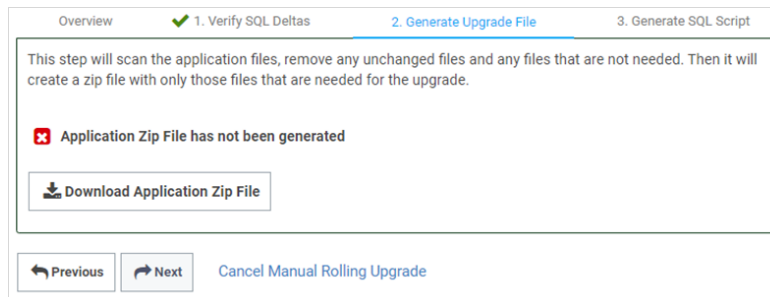 Overview 1. Verify SQL Deltas 2. Generate Upgrade File 3. Generate SQL Script
This step will scan the application files, remove any unchanged files and any files that are not needed. Then it will
create a zip file with only those files that are needed for the upgrade.
Application Zip File has not been generated
Download Application Zip File
Previous Next Cancel Manual Rolling Upgrade